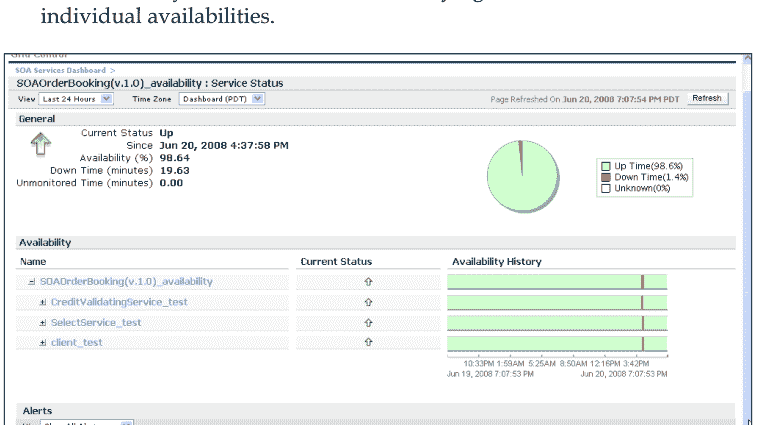 individual availabilities.
Grid Control
SOA Services Dashboard >
SOAOrderBooking(v.1.0)_availability : Service Status
View Last 24 Hours Time Zone Dashboard (PDT) Page Refreshed On Jun 20, 2008 7:07:54 PM PDT Refresh
General
Current Status Up
Since Jun 20, 2008 4:37:58 PM
Availability (%) 98.64
Down Time (minutes) 19.63
Unmonitored Time (minutes) 0.00
Up Time(98.6%)
Down Time(1.4%)
Unknown(0%)
Availability
Name Current Status Availability History
SOAOrderBooking(v.1.0)_availability
CreditValidatingService_test
SelectService_test
client_test
10:33PM 1:59AM 5:25AM 8:50AM 12:16PM 3:42PM
Jun 19, 2008 7:07:53 PM Jun 20, 2008 7:07:53 PM
Alerts